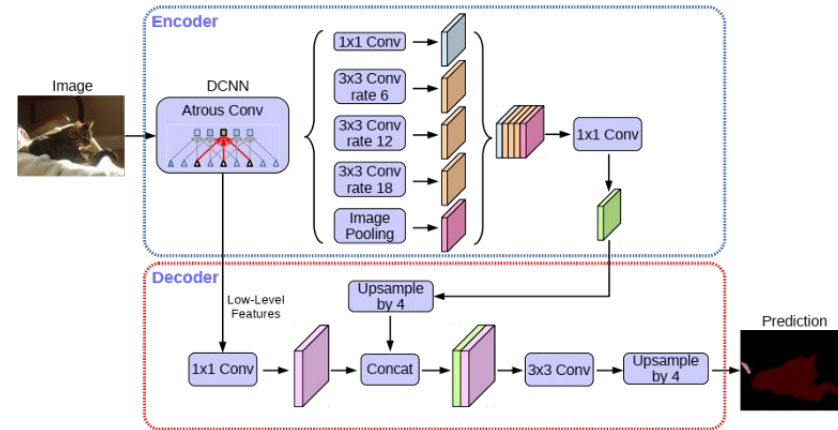 Encoder
Image
DCNN
Atrous Conv
1x1 Conv
3x3 Conv
rate 6
3x3 Conv
rate 12
3x3 Conv
rate 18
Image
Pooling
1x1 Conv
Decoder
Low-Level
Features
Upsample
by 4
1x1 Conv
Concat
3x3 Conv
Upsample
by 4
Prediction